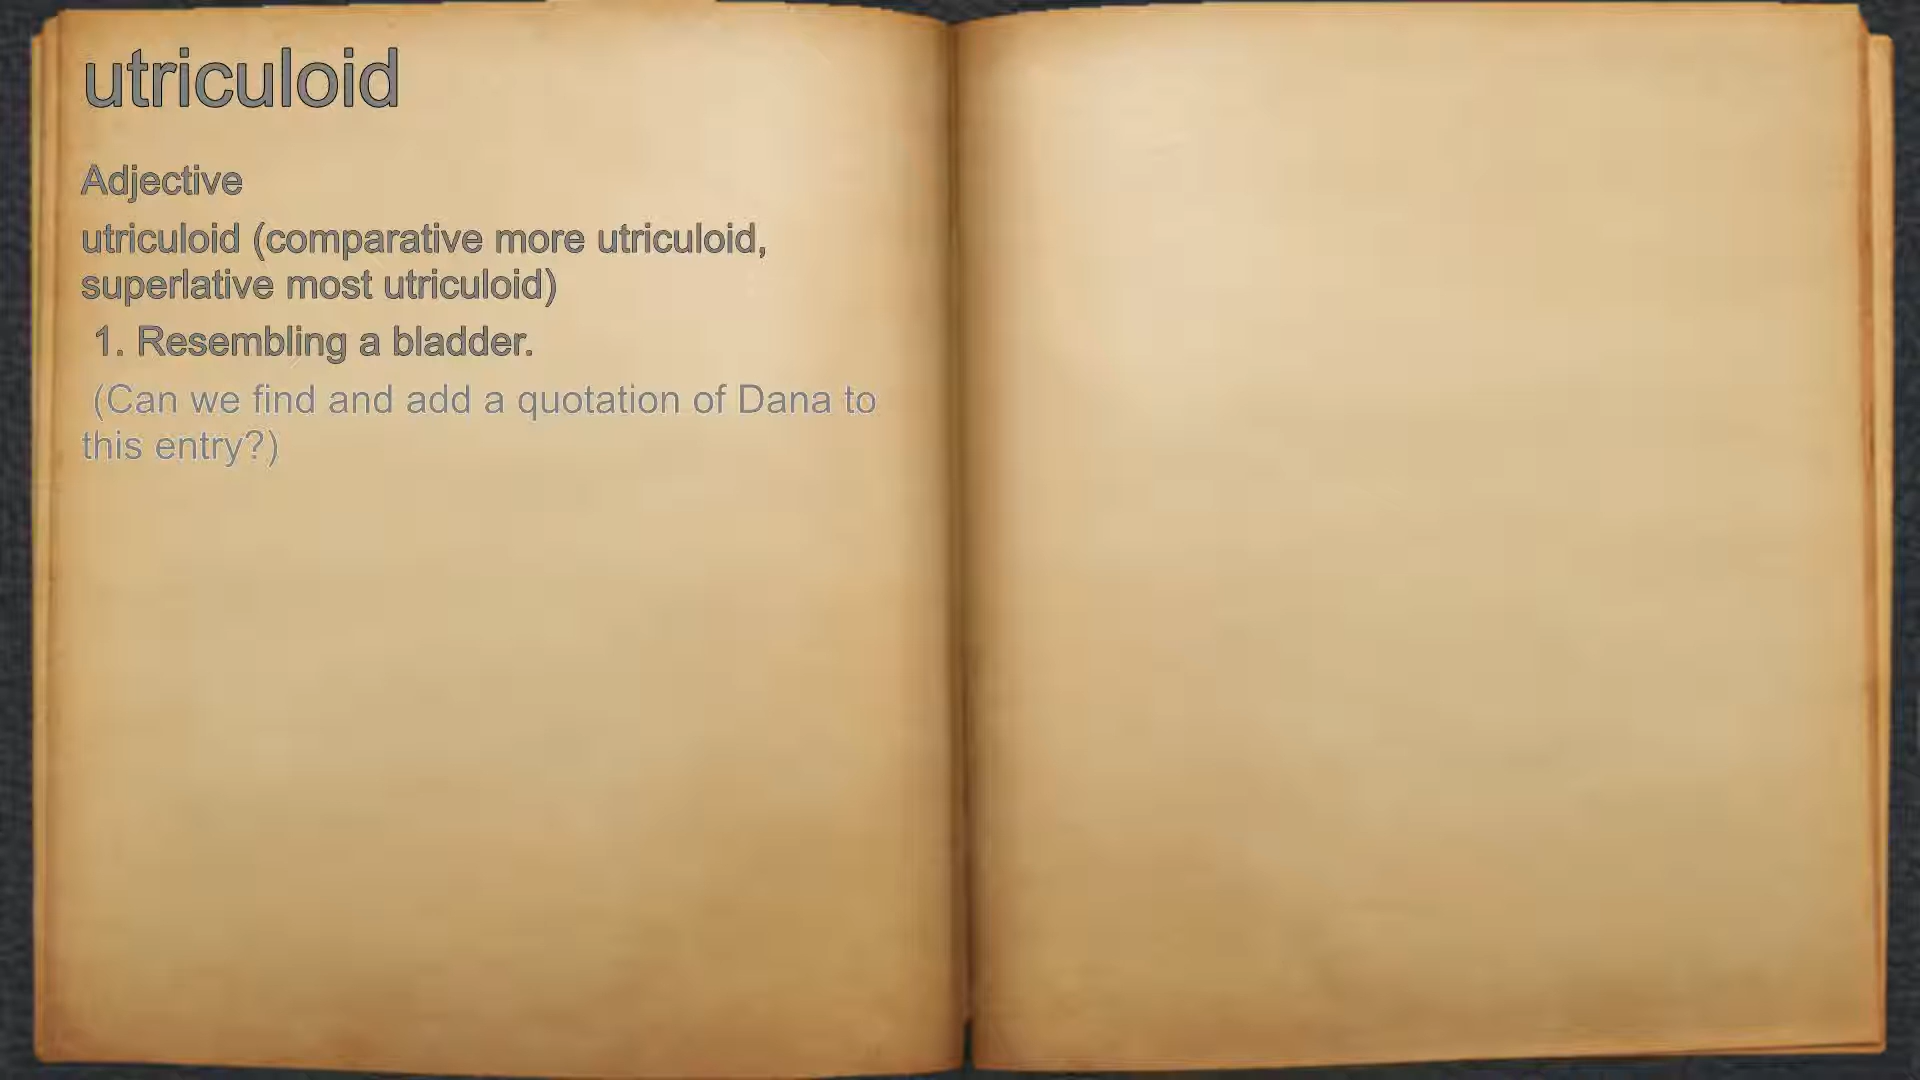 utriculoid
Adjective
utriculoid (comparative more utriculoid,
superlative most utriculoid)
1. Resembling a bladder.
(Can we find and add a quotation of Dana to
this entry?)